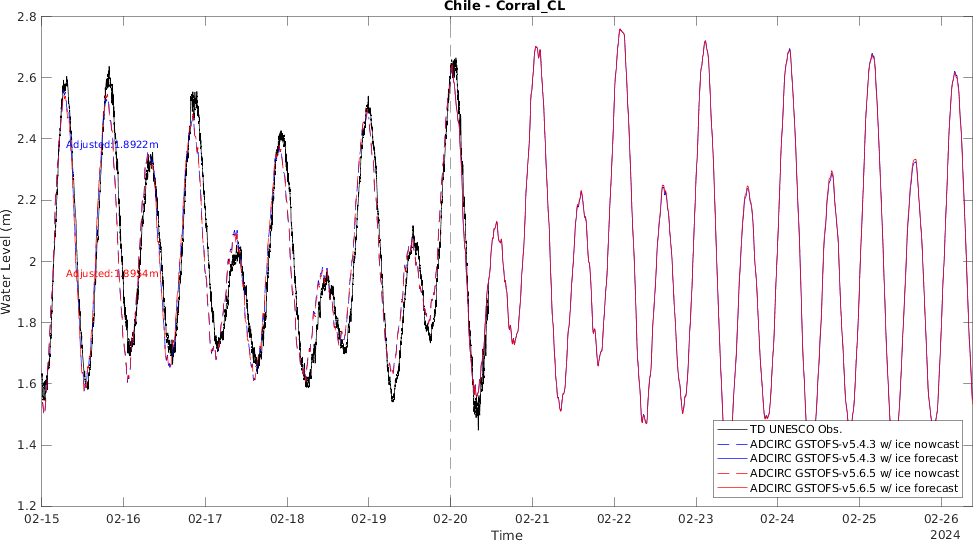 Chile - Corral_CL
2.8
2.6
2.4
2.2
2
1.8
1.6
1.4
1.2
Water Level (m)
Adjusted:1.8922m
Adjusted:1.8954m
TD UNESCO Obs.
ADCIRC GSTOFS-v5.4.3 w/ ice nowcast
ADCIRC GSTOFS-v5.4.3 w/ ice forecast
ADCIRC GSTOFS-v5.6.5 w/ ice nowcast
ADCIRC GSTOFS-v5.6.5 w/ ice forecast
02-15 02-16 02-17 02-18 02-19 02-20 02-21 02-22 02-23 02-24 02-25 02-26
Time
2024